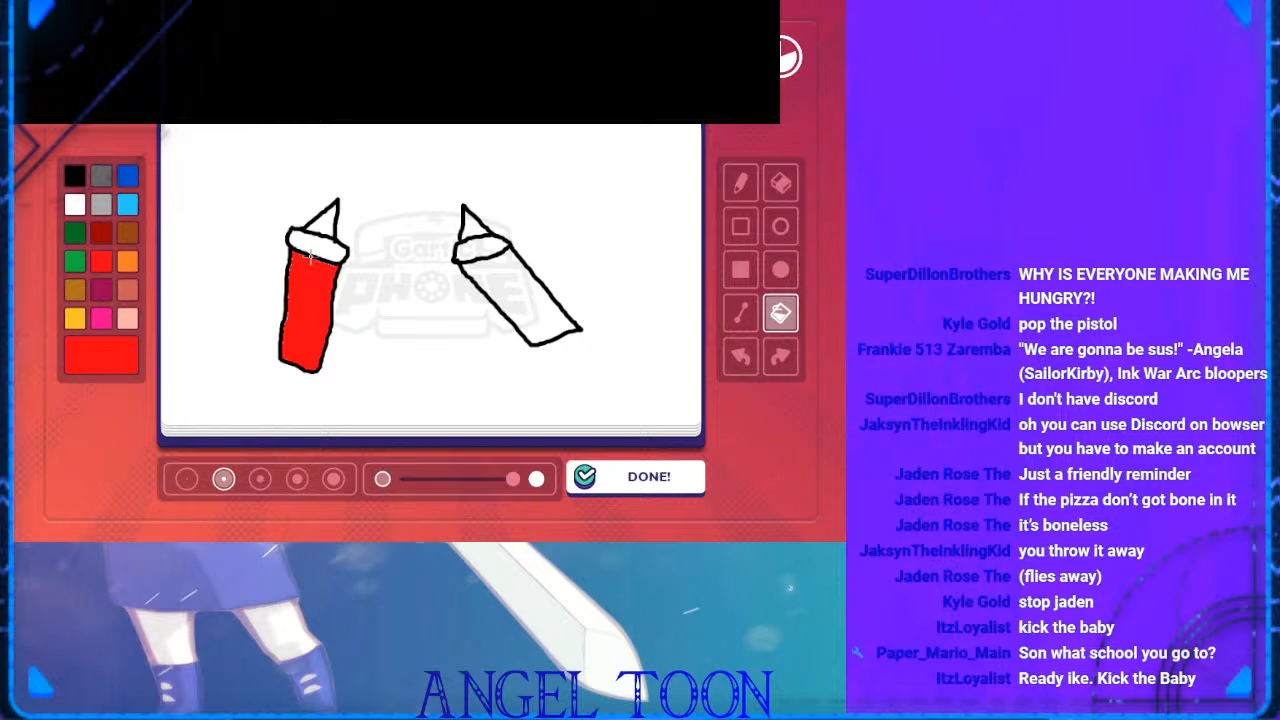 Gartic
PHONE
DONE!
SuperDillonBrothers WHY IS EVERYONE MAKING ME
HUNGRY?!
Kyle Gold pop the pistol
Frankie 513 Zaremba "We are gonna be sus!" -Angela
(SailorKirby), Ink War Arc bloopers
SuperDillonBrothers I don't have discord
JaksynTheInklingKid oh you can use Discord on bowser
but you have to make an account
Jaden Rose The Just a friendly reminder
Jaden Rose The If the pizza don't got bone in it
Jaden Rose The it's boneless
JaksynTheInklingKid you throw it away
Jaden Rose The (flies away)
Kyle Gold stop jaden
ItzLoyalist kick the baby
Paper_Mario_Main Son what school you go to?
ItzLoyalist Ready ike. Kick the Baby
ANGEL TOON